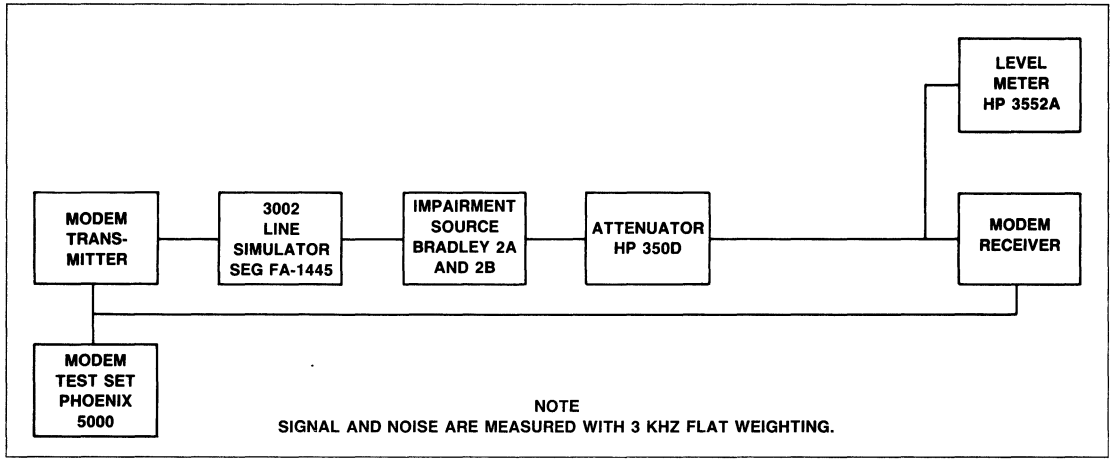 LEVEL
METER
HP 3552A
MODEM
TRANS-
MITTER
3002
LINE
SIMULATOR
SEG FA-1445
IMPAIRMENT
SOURCE
BRADLEY 2A
AND 2B
ATTENUATOR
HP 350D
MODEM
RECEIVER
MODEM
TEST SET
PHOENIX
5000
NOTE
SIGNAL AND NOISE ARE MEASURED WITH 3 KHZ FLAT WEIGHTING.